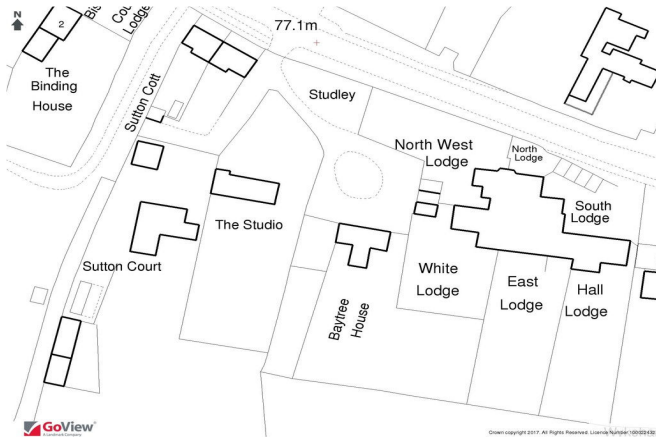 N
2
The
Binding
House
Lodge
77.1m
Sutton Cott
Studley
North West
Lodge
North
Lodge
South
Lodge
The Studio
Sutton Court
White
Lodge
East
Lodge
Hall
Lodge
Baytree
House
GoView
A Landmark Company
Crown copyright 2017. All Rights Reserved. Licence Number